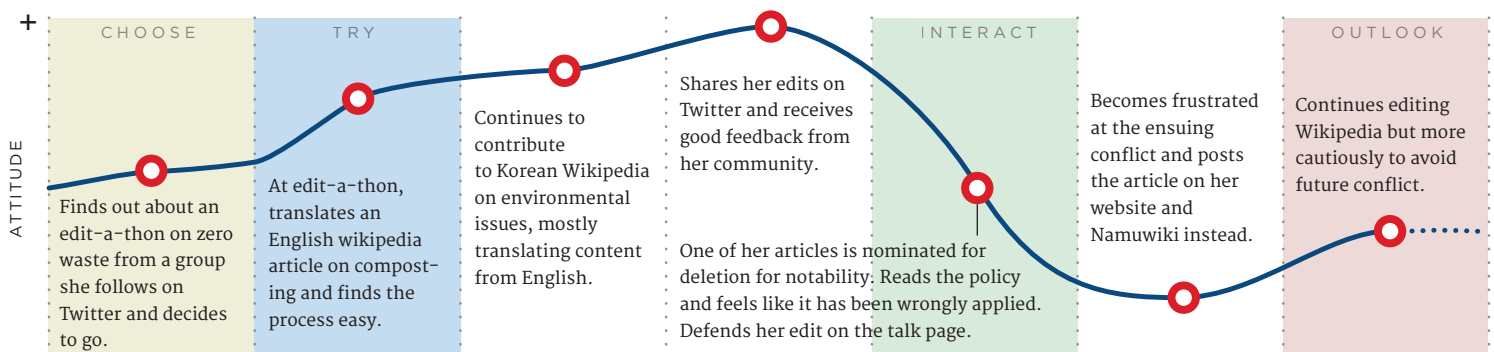 +
CHOOSE
TRY
INTERACT
OUTLOOK
ATTITUDE
Finds out about an
edit-a-thon on zero
waste from a group
she follows on
Twitter and decides
to go.
At edit-a-thon,
translates an
English wikipedia
article on compost-
ing and finds the
process easy.
Continues to
contribute
to Korean Wikipedia
on environmental
issues, mostly
translating content
from English.
Shares her edits on
Twitter and receives
good feedback from
her community.
One of her articles is nominated for
deletion for notability. Reads the policy
and feels like it has been wrongly applied.
Defends her edit on the talk page.
Becomes frustrated
at the ensuing
conflict and posts
the article on her
website and
Namuwiki instead.
Continues editing
Wikipedia but more
cautiously to avoid
future conflict.